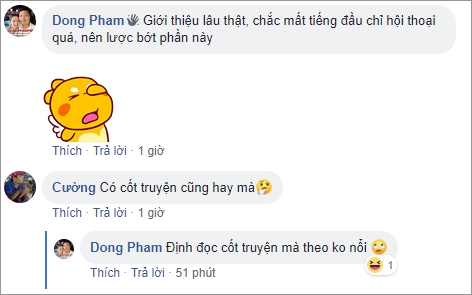 Dong Pham👋 Giới thiệu lâu thật, chắc mất tiếng đầu chỉ hội thoại
quá, nên lược bớt phần này
Thích · Trả lời · 1 giờ
Cường Có cốt truyện cũng hay mà🤔
Thích · Trả lời · 1 giờ
Dong Pham Định đọc cốt truyện mà theo ko nổi 🙄
😆 1
Thích · Trả lời · 51 phút